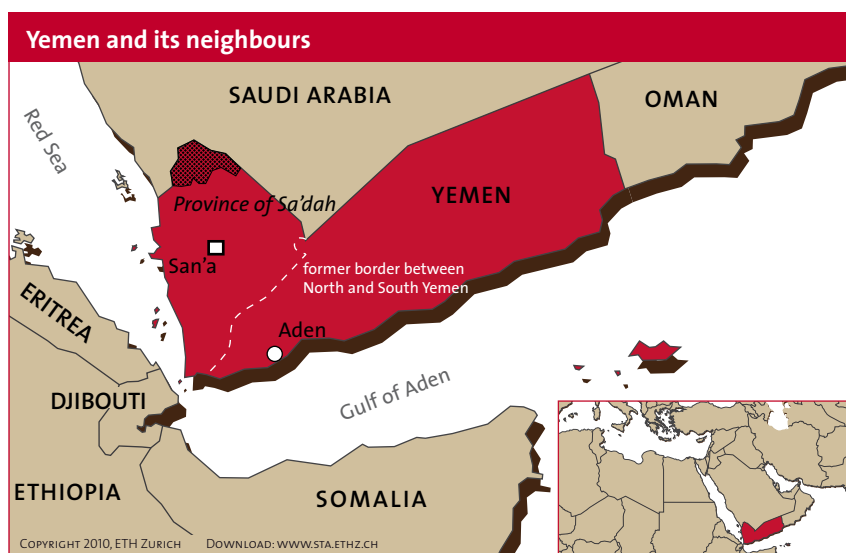 Yemen and its neighbours
SAUDI ARABIA
OMAN
Red Sea
YEMEN
Province of Sa’dah
San’a
former border between
North and South Yemen
ERITREA
Aden
Gulf of Aden
DJIBOUTI
ETHIOPIA
SOMALIA
COPYRIGHT 2010, ETH ZURICH DOWNLOAD: WWW.STA.ETHZ.CH